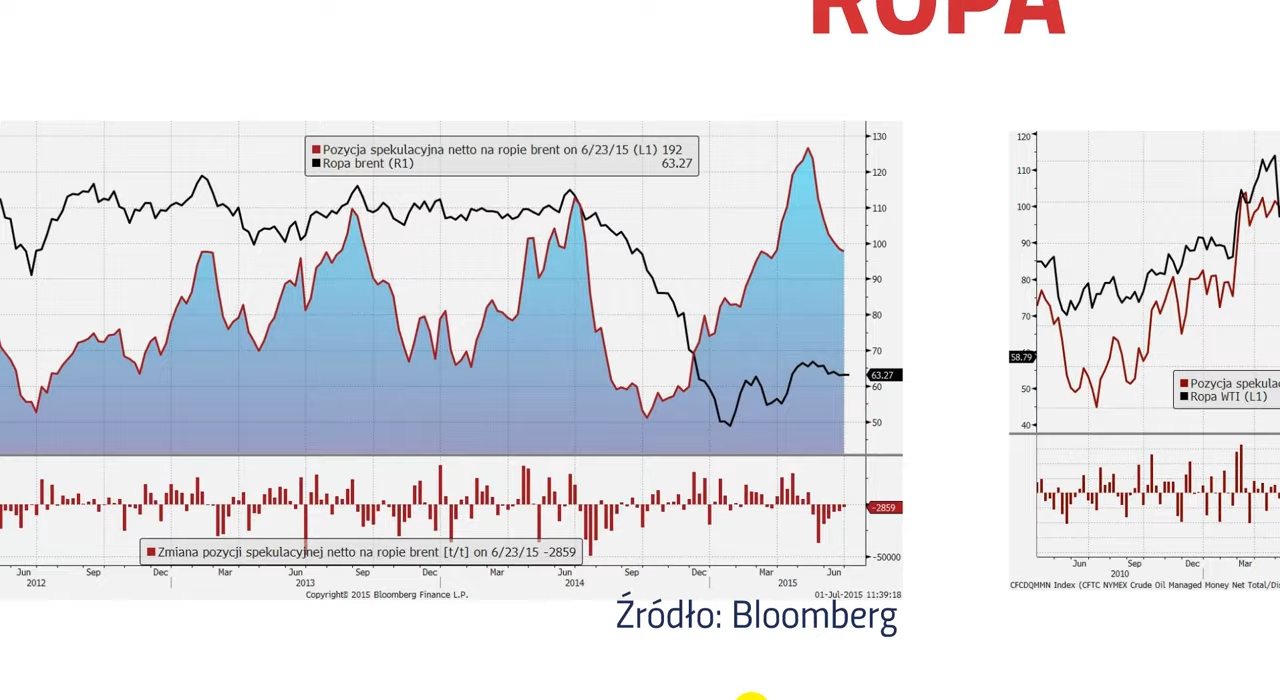 ROPA
Pozycja spekulacyjna netto na ropie brent on 6/23/15 (L1) 192
Ropa brent (R1) 63.27
130
120
110
100
90
80
70
63.27
60
50
-2859
-50000
Zmiana pozycji spekulacyjnej netto na ropie brent [t/t] on 6/23/15 -2859
Jun Sep Dec Mar Jun Sep Dec Mar Jun Sep Dec Mar Jun
2012 2013 2014 2015
Copyright© 2015 Bloomberg Finance L.P. 01-Jul-2015 11:39:18
Źródło: Bloomberg
120
110
100
90
80
70
58.79
50
40
Pozycja spekulac
Ropa WTI (L1)
Jun Sep Dec Mar
2010
CFCDQMMN Index (CFTC NYMEX Crude Oil Managed Money Net Total/Dis